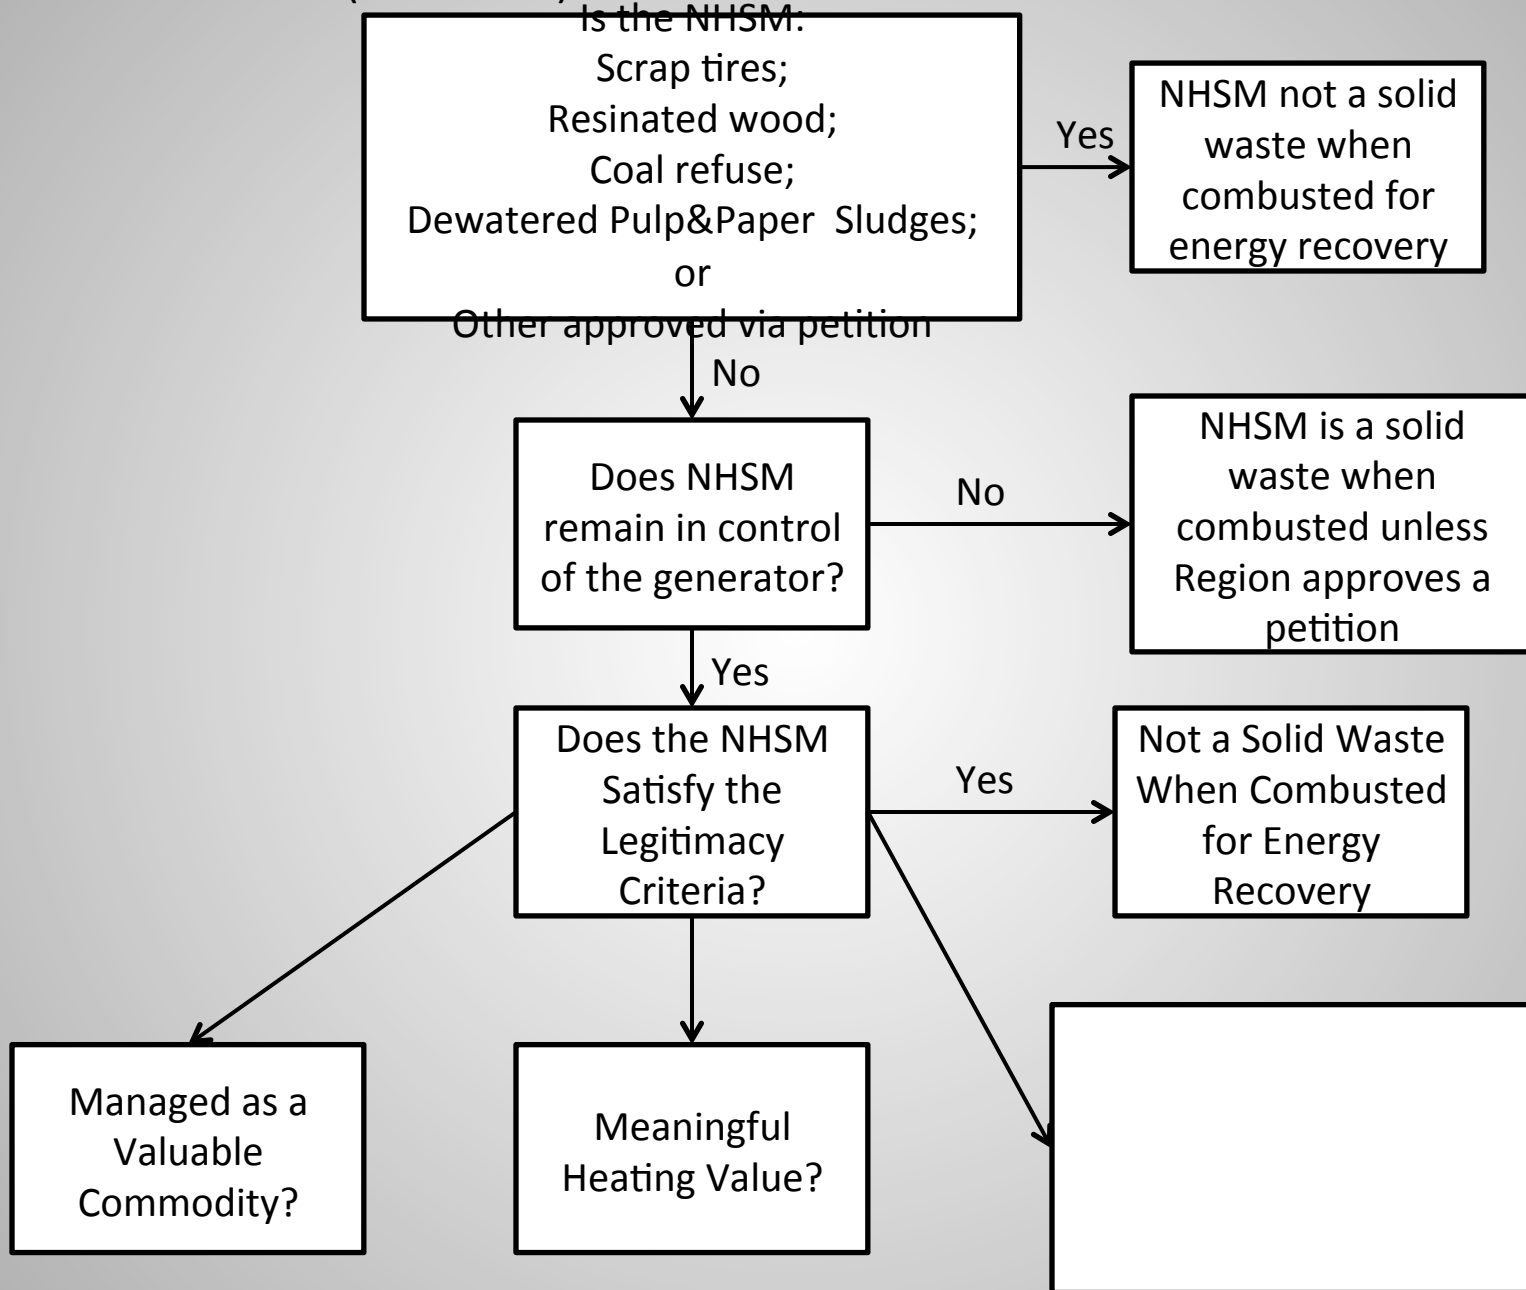 Is the NHSM:
Scrap tires;
Resinated wood;
Coal refuse;
Dewatered Pulp&Paper Sludges;
or
Other approved via petition
Yes
NHSM not a solid
waste when
combusted for
energy recovery
No
Does NHSM
remain in control
of the generator?
No
NHSM is a solid
waste when
combusted unless
Region approves a
petition
Yes
Does the NHSM
Satisfy the
Legitimacy
Criteria?
Yes
Not a Solid Waste
When Combusted
for Energy
Recovery
Managed as a
Valuable
Commodity?
Meaningful
Heating Value?